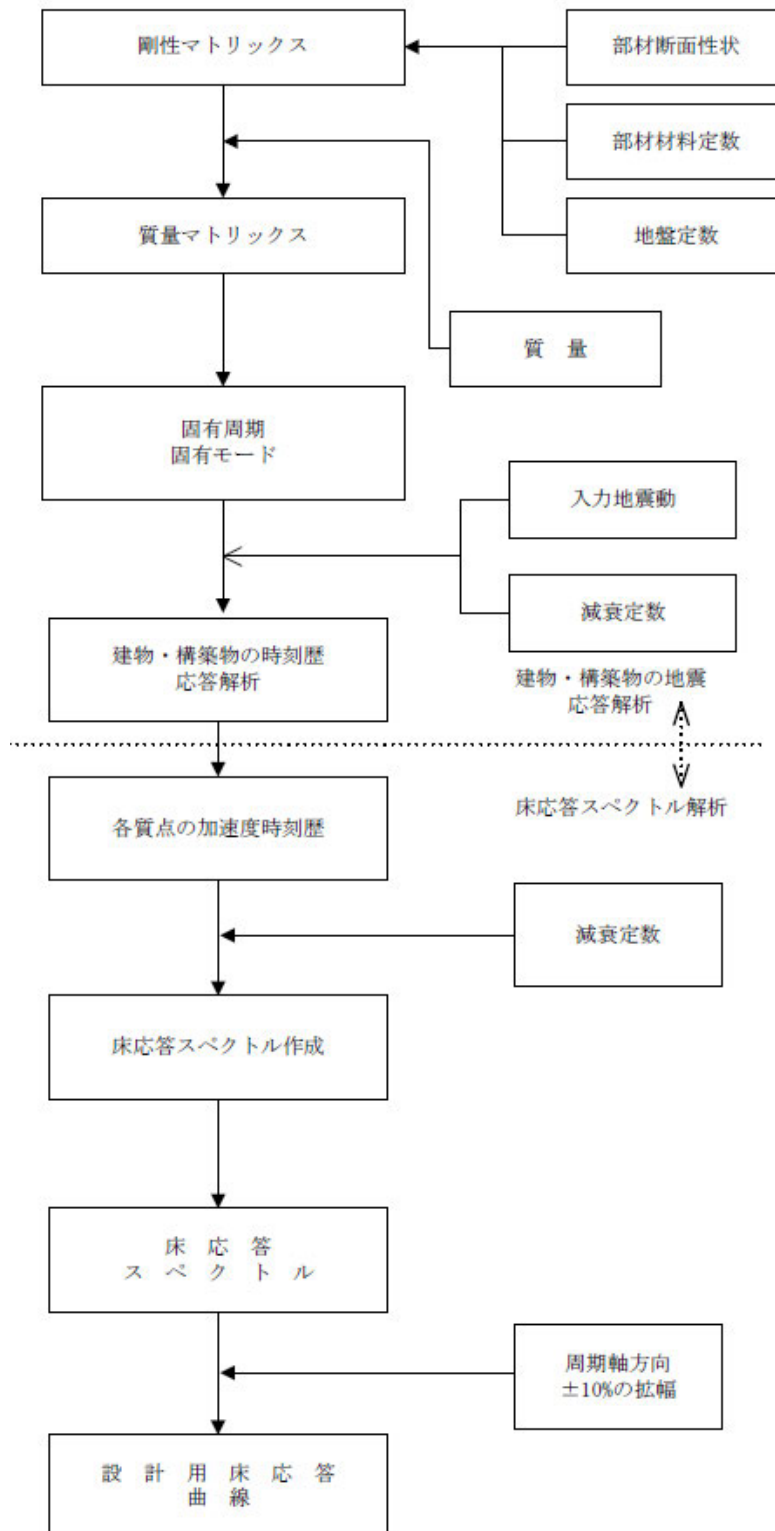 剛性マトリックス
部材断面性状
部材材料定数
質量マトリックス
地盤定数
質 量
固有周期
固有モード
入力地震動
減衰定数
建物・構築物の時刻歴
応答解析
建物・構築物の地震
応答解析
各質点の加速度時刻歴
床応答スペクトル解析
減衰定数
床応答スペクトル作成
床 応 答
ス ペ ク ト ル
周期軸方向
±10%の拡幅
設 計 用 床 応 答
曲 線